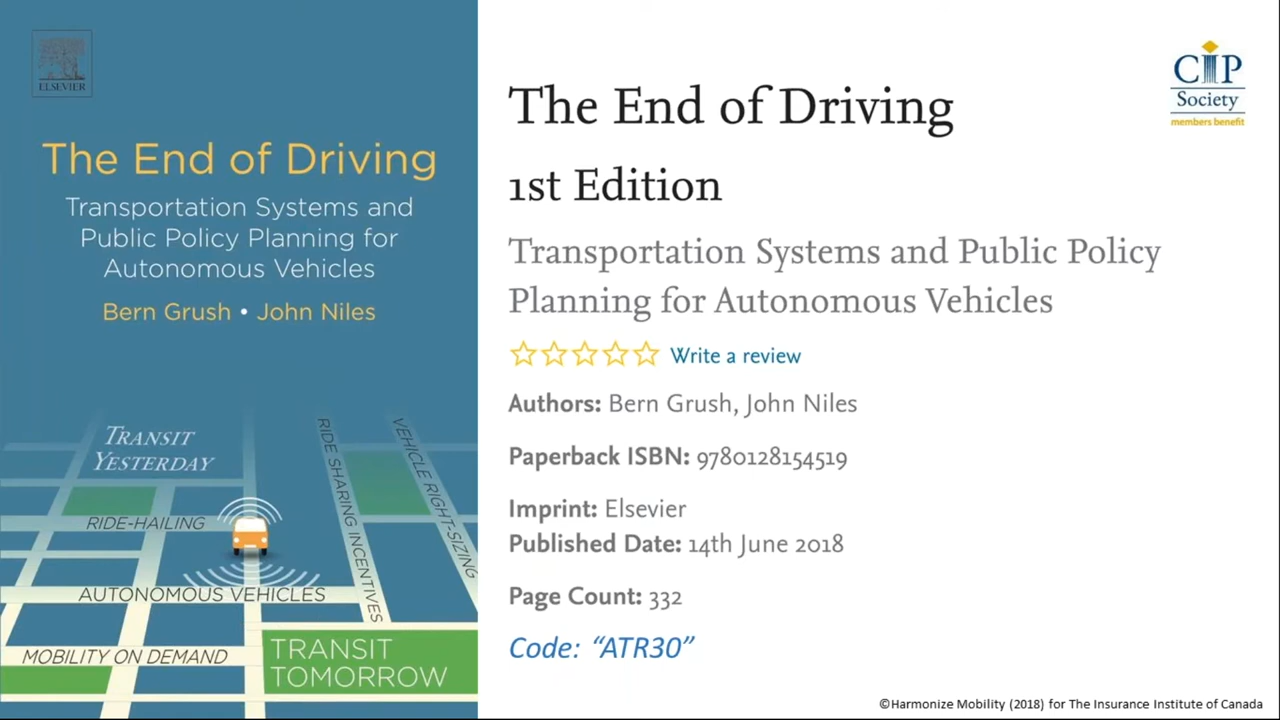 ELSEVIER
The End of Driving
Transportation Systems and
Public Policy Planning for
Autonomous Vehicles
Bern Grush • John Niles
TRANSIT
YESTERDAY
RIDE-HAILING
RIDE SHARING INCENTIVES
VEHICLE RIGHT-SIZING
AUTONOMOUS VEHICLES
MOBILITY ON DEMAND
TRANSIT
TOMORROW
The End of Driving
1st Edition
Transportation Systems and Public Policy
Planning for Autonomous Vehicles
Write a review
Authors: Bern Grush, John Niles
Paperback ISBN: 9780128154519
Imprint: Elsevier
Published Date: 14th June 2018
Page Count: 332
Code: “ATR30”
CIP
Society
members benefit
©Harmonize Mobility (2018) for The Insurance Institute of Canada